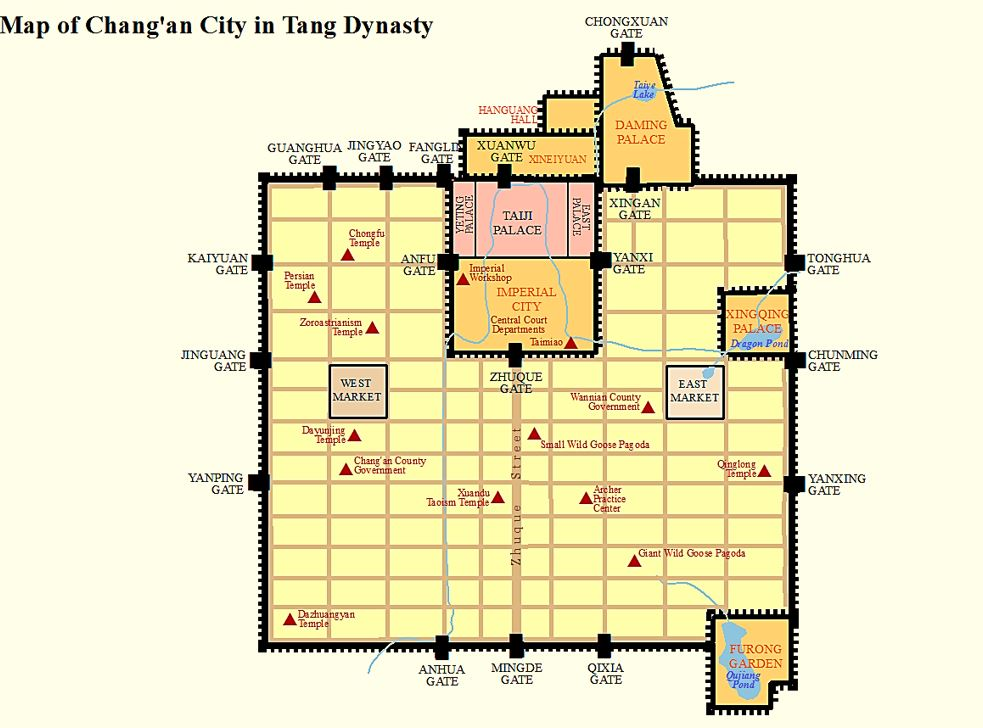 Map of Chang'an City in Tang Dynasty
CHONGXUAN
GATE
Taiye
Lake
HANGUANG
HALL
DAMING
PALACE
GUANGHUA
GATE
JINGYAO
GATE
FANGLIN
GATE
XUANWU
GATE
XINEIYUAN
XINGAN
GATE
YETING
PALACE
TAIJI
PALACE
EAST
PALACE
Chongfu
Temple
KAIYUAN
GATE
ANFU
GATE
YANXI
GATE
TONGHUA
GATE
Persian
Temple
Imperial
Workshop
IMPERIAL
CITY
Central Court
Departments
Taimiao
Zoroastrianism
Temple
XINGQING
PALACE
Dragon Pond
JINGUANG
GATE
CHUNMING
GATE
ZHUQUE
GATE
WEST
MARKET
EAST
MARKET
Wannian County
Government
Dayunjing
Temple
Small Wild Goose Pagoda
Chang'an County
Government
Qinglong
Temple
YANPING
GATE
YANXING
GATE
Xuandu
Taoism Temple
Archer
Practice
Center
Zhuque Street
Giant Wild Goose Pagoda
Dazhuangyan
Temple
FURONG
GARDEN
Qujiang
Pond
ANHUA
GATE
MINGDE
GATE
QIXIA
GATE